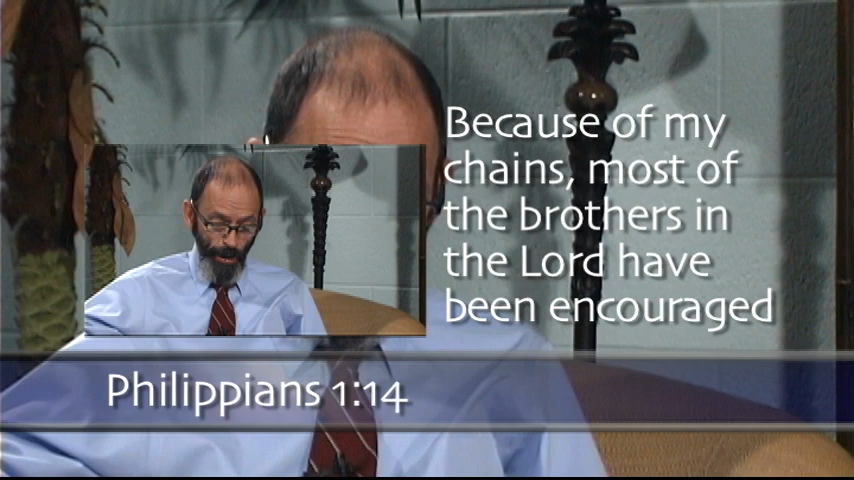 Because of my
chains, most of
the brothers in
the Lord have
been encouraged
Philippians 1:14